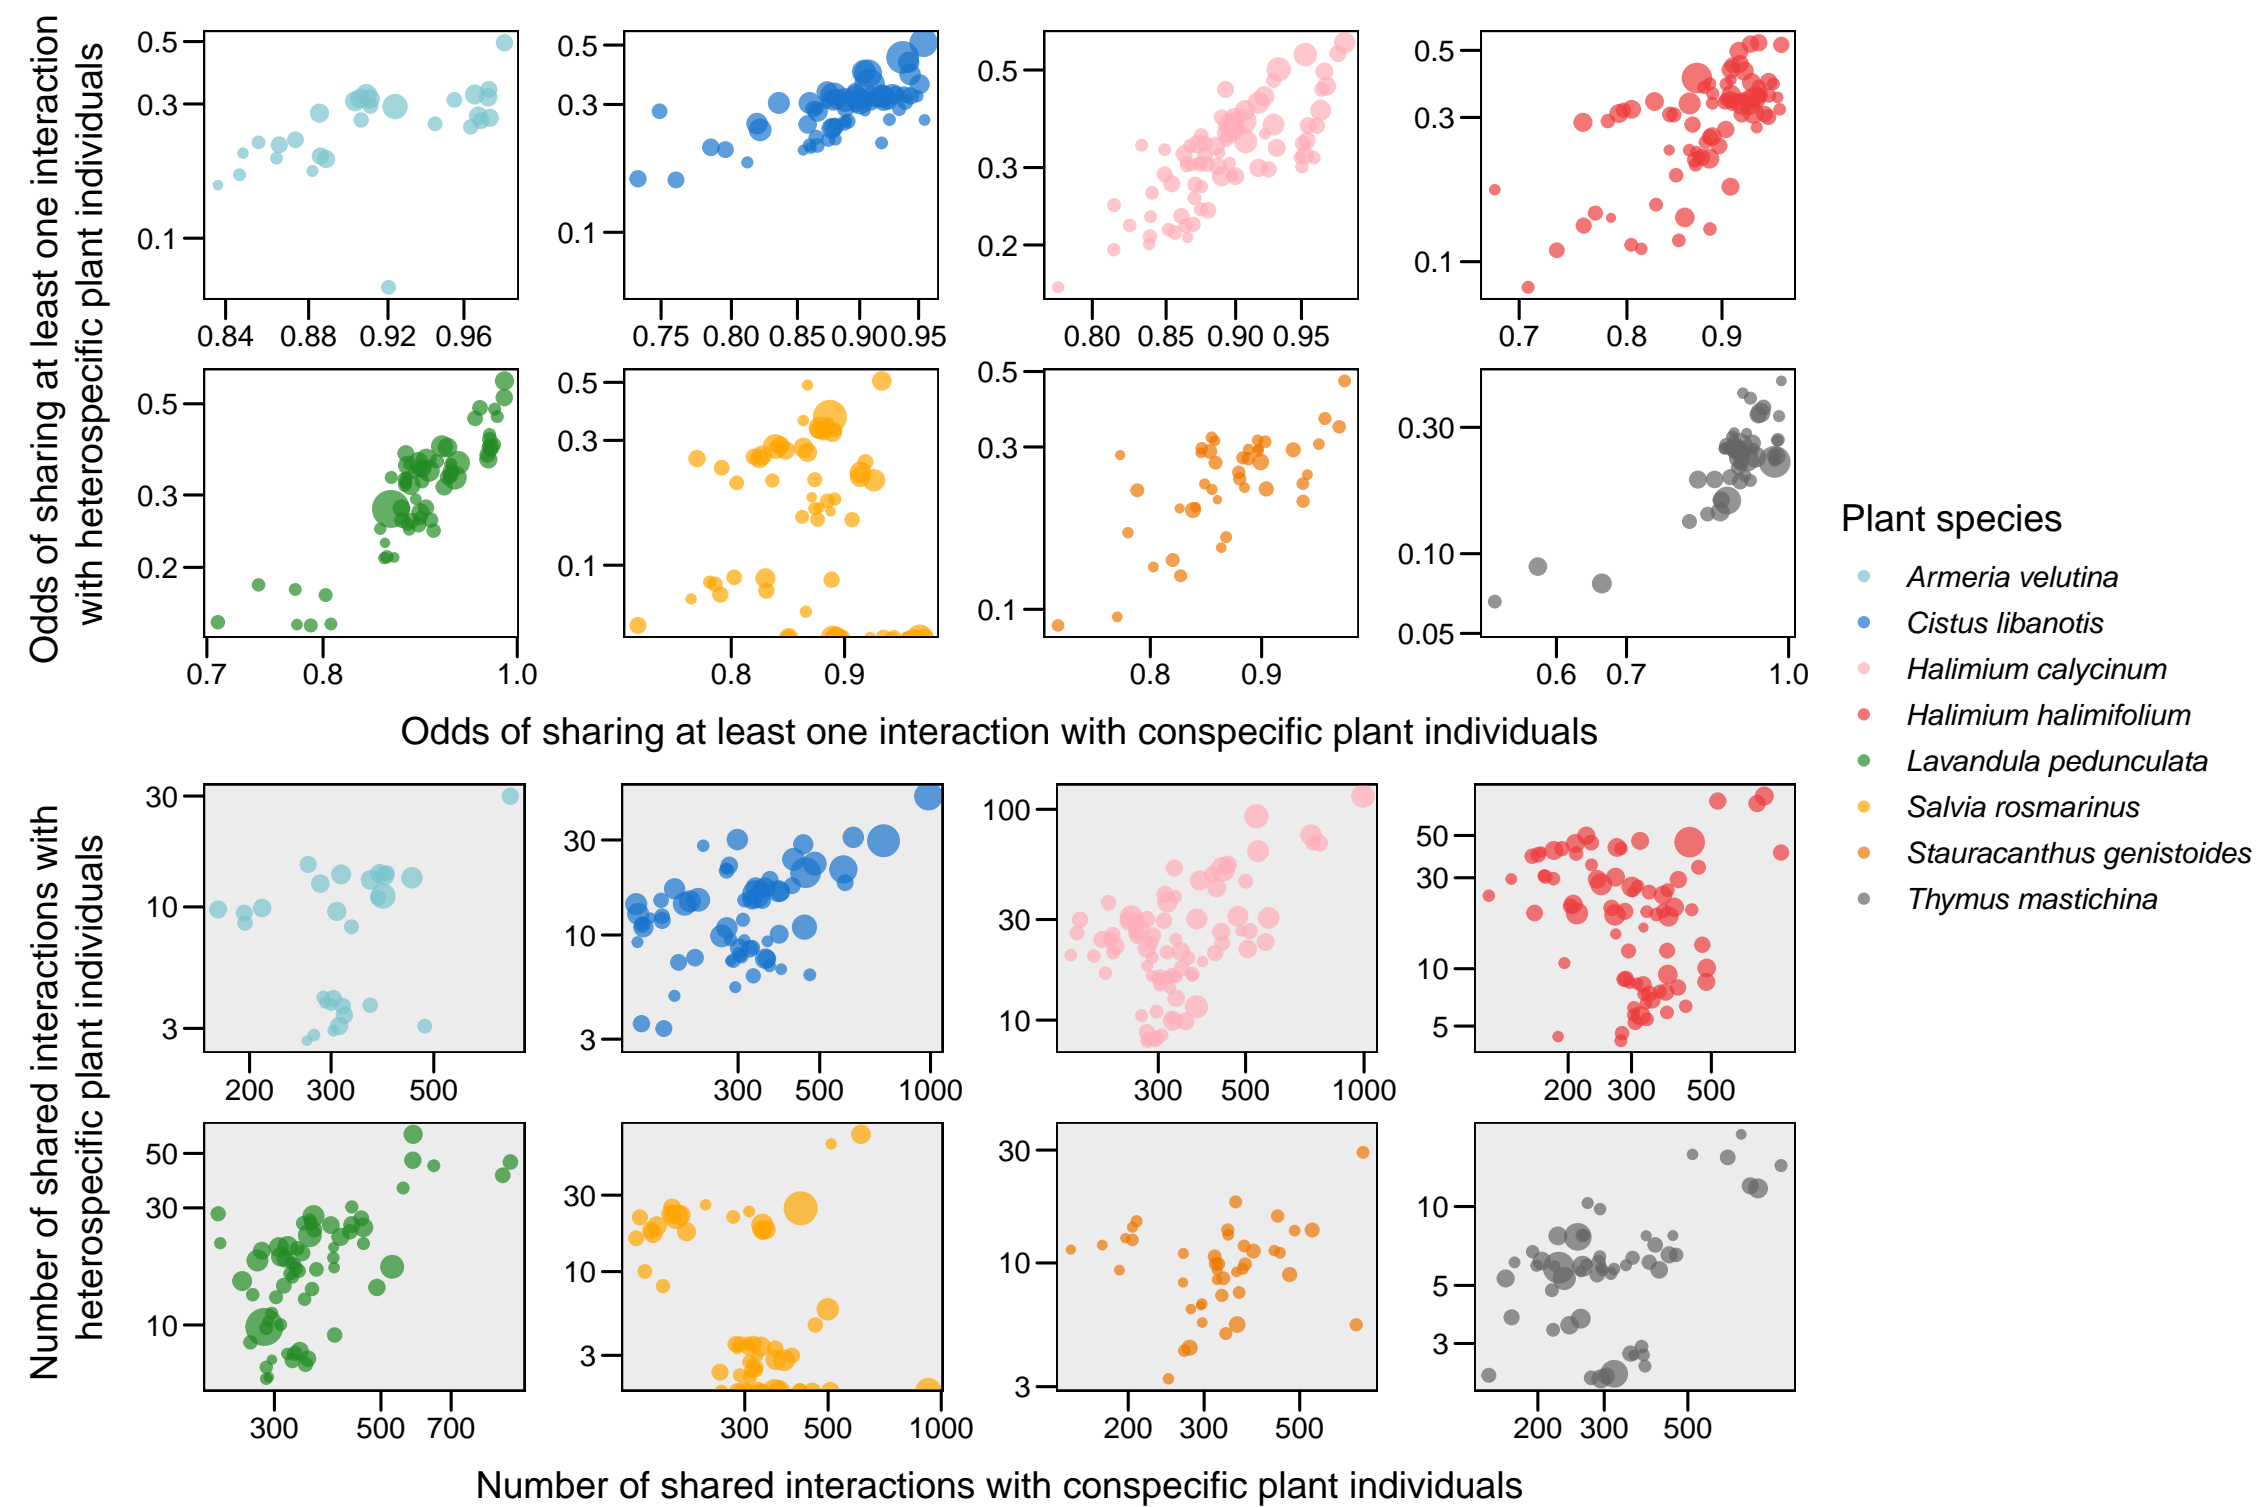 Odds of sharing at least one interaction
with heterospecific plant individuals
0.5
0.3
0.1
0.84 0.88 0.92 0.96
0.5
0.3
0.1
0.75 0.80 0.85 0.90 0.95
0.5
0.3
0.2
0.80 0.85 0.90 0.95
0.5
0.3
0.1
0.7 0.8 0.9
0.5
0.3
0.2
0.7 0.8 1.0
0.5
0.3
0.1
0.8 0.9
0.5
0.3
0.1
0.8 0.9
0.30
0.10
0.05
0.6 0.7 1.0
Odds of sharing at least one interaction with conspecific plant individuals
Plant species
Armeria velutina
Cistus libanotis
Halimium calycinum
Halimium halimifolium
Lavandula pedunculata
Salvia rosmarinus
Stauracanthus genistoides
Thymus mastichina
Number of shared interactions with
heterospecific plant individuals
30
10
3
200 300 500
30
10
3
300 500 1000
100
30
10
300 500 1000
50
30
10
5
200 300 500
50
30
10
300 500 700
30
10
3
300 500 1000
30
10
3
200 300 500
10
5
3
200 300 500
Number of shared interactions with conspecific plant individuals